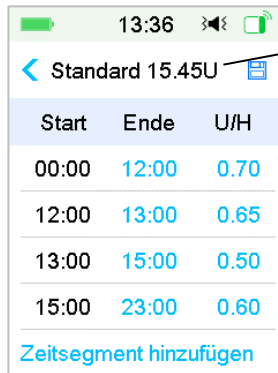 13:36
Standard 15.45U
Start Ende U/H
00:00 12:00 0.70
12:00 13:00 0.65
13:00 15:00 0.50
15:00 23:00 0.60
Zeitsegment hinzufügen